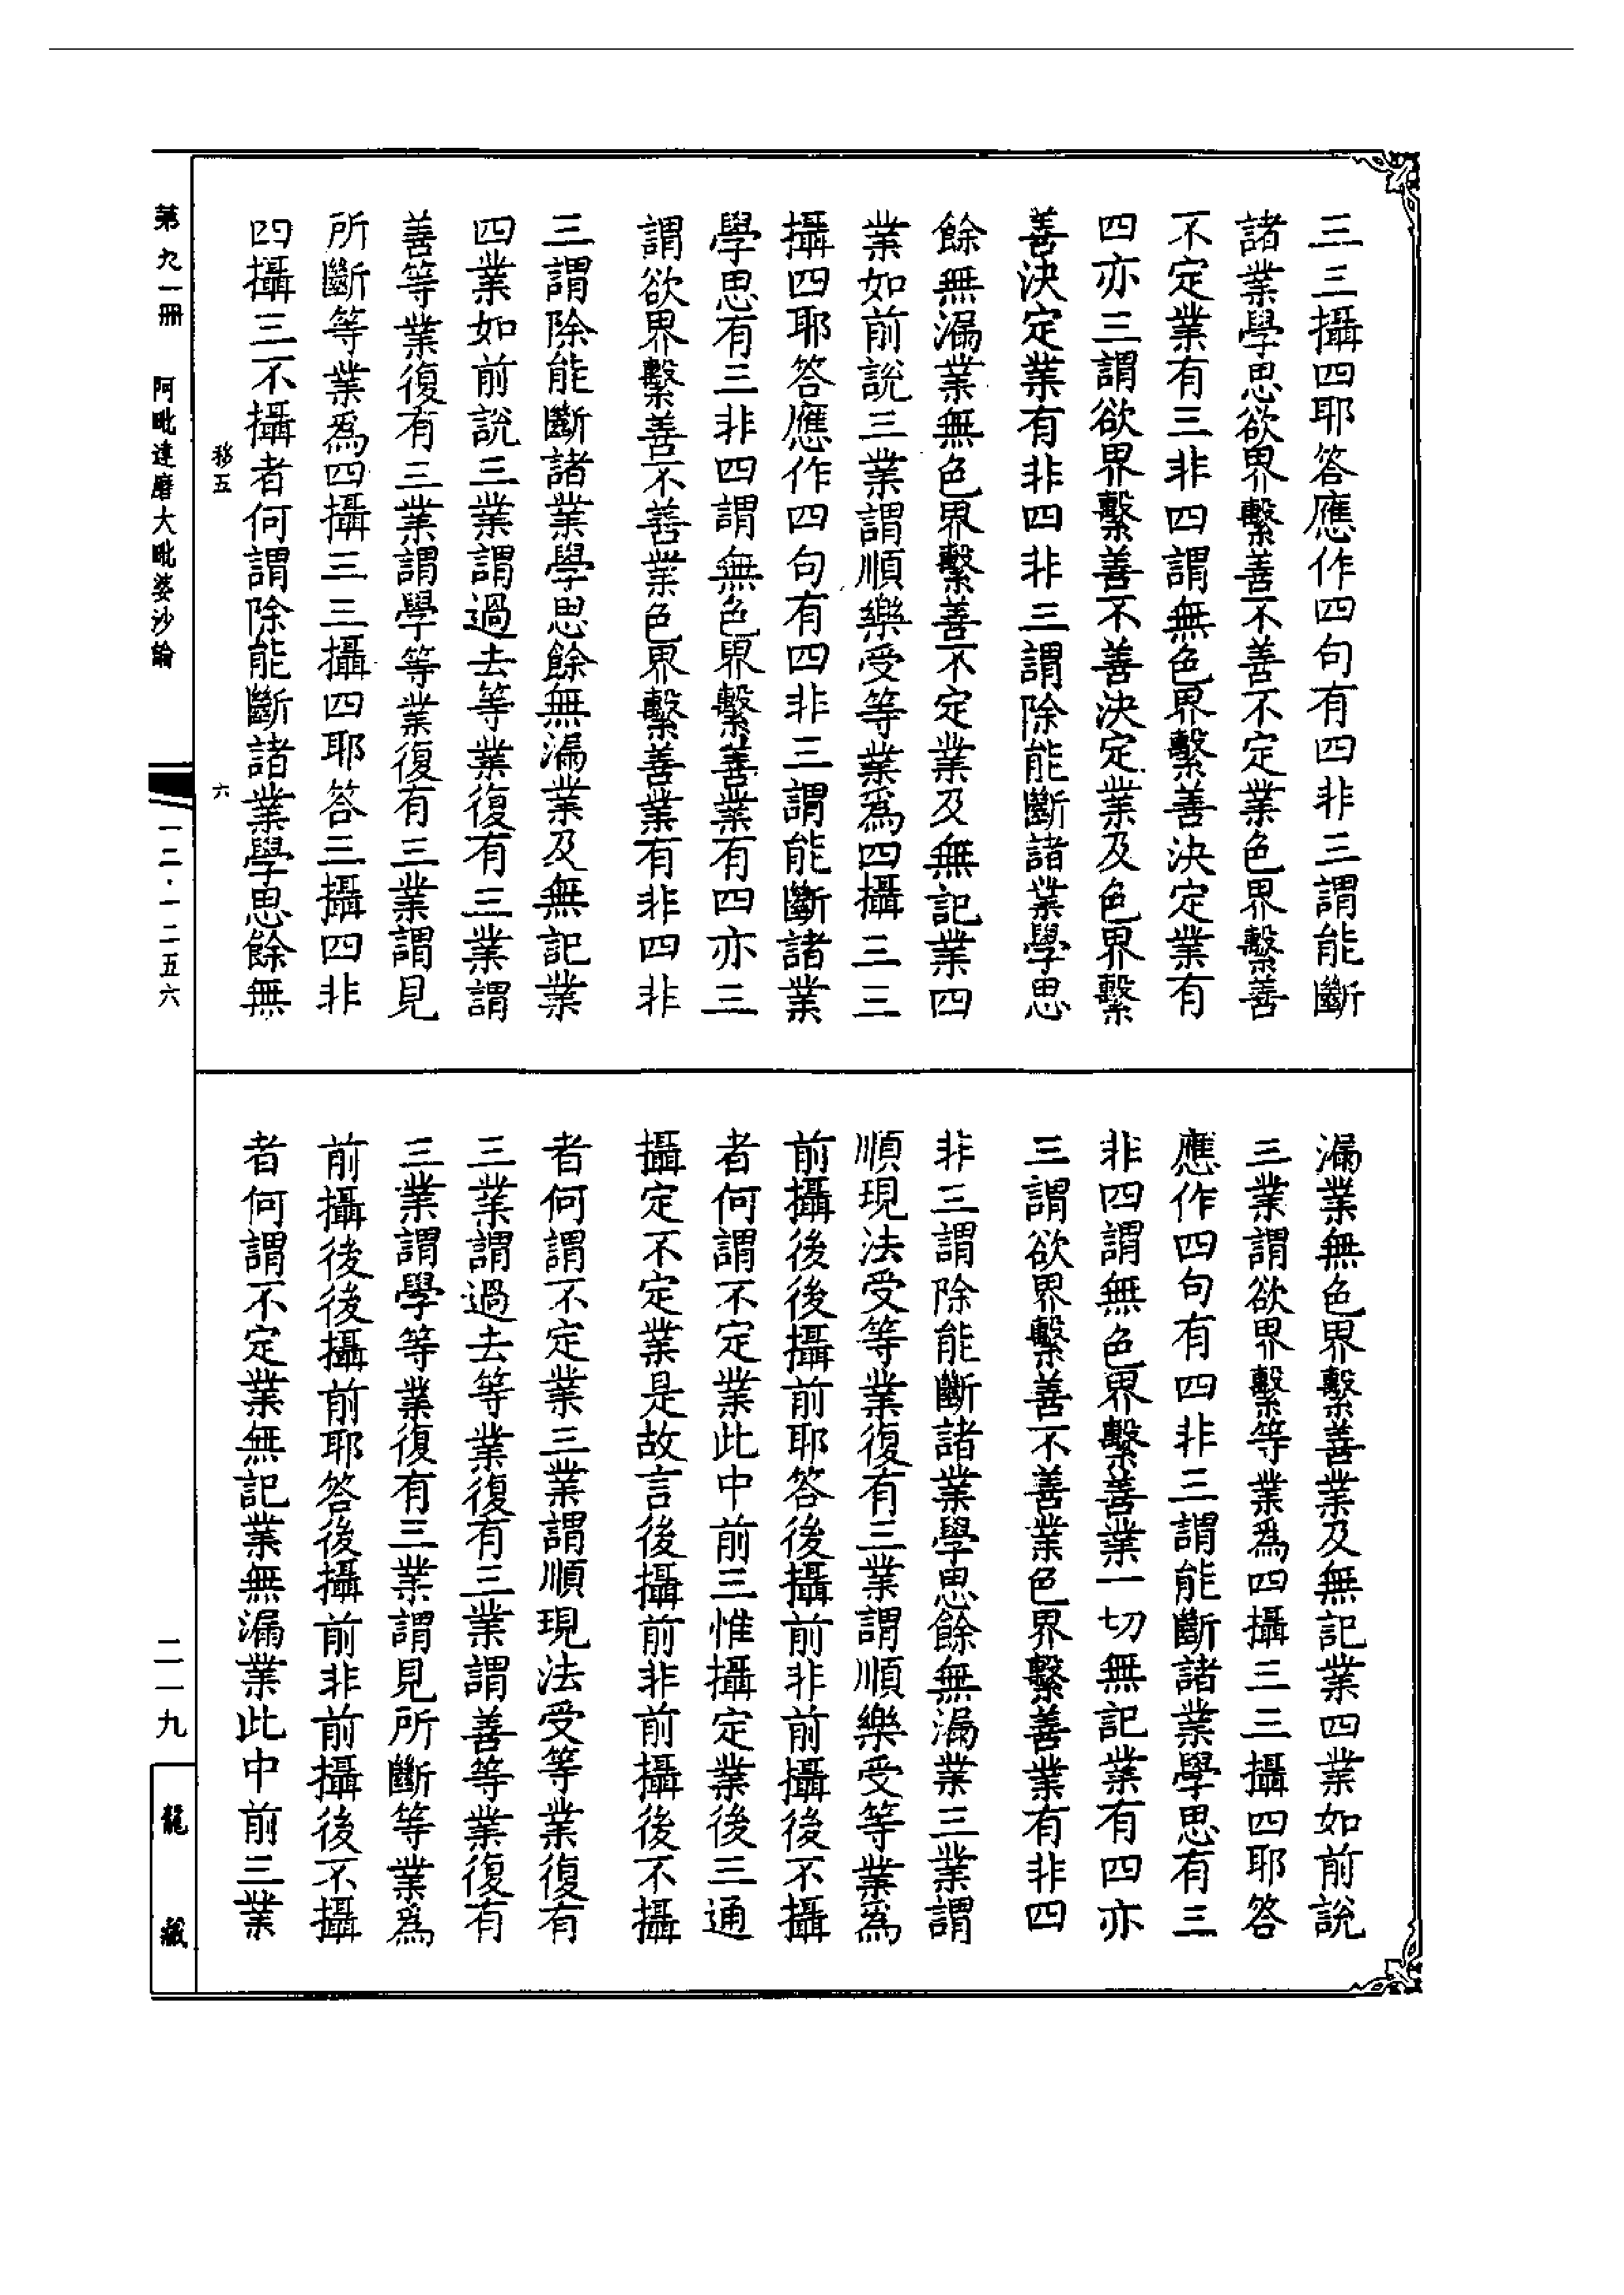 三三攝四耶答應作四句有四非三謂能斷
諸業學思欲界繫善不善不定業色界繫善
不定業有三非四謂無色界繫善決定業有
四亦三謂欲界繫善不善決定業及色界繫
善決定業有非四非三謂除能斷諸業學思
餘無漏業無色界繫善不定業及無記業四
業如前說三業謂順樂受等業爲四攝三三
攝四耶答應作四句有四非三謂能斷諸業
學思有三非四謂無色界繫善業有四亦三
謂欲界繫善不善業色界繫善業有非四非
三謂除能斷諸業學思餘無漏業及無記業
四業如前說三業謂過去等業復有三業謂
善等業復有三業謂學等業復有三業謂見
所斷等業爲四攝三三攝四耶答三攝四非
四攝三不攝者何謂除能斷諸業學思餘無
移五
六
漏業無色界繫善業及無記業四業如前說
三業謂欲界繫等業爲四攝三三攝四耶答
應作四句有四非三謂能斷諸業學思有三
非四謂無色界繫善業一切無記業有四亦
三謂欲界繫善不善業色界繫善業有非四
非三謂除能斷諸業學思餘無漏業三業謂
順現法受等業復有三業謂順樂受等業爲
前攝後後攝前耶答後攝前非前攝後不攝
者何謂不定業此中前三惟攝定業後三通
攝定不定業是故言後攝前非前攝後不攝
者何謂不定業三業謂順現法受等業復有
三業謂過去等業復有三業謂善等業復有
三業謂學等業復有三業謂見所斷等業爲
前攝後後攝前耶答後攝前非前攝後不攝
者何謂不定業無記業無漏業此中前三業
第九一冊 阿毗達磨大毗婆沙論
一二·一二五六
二一九
龍藏